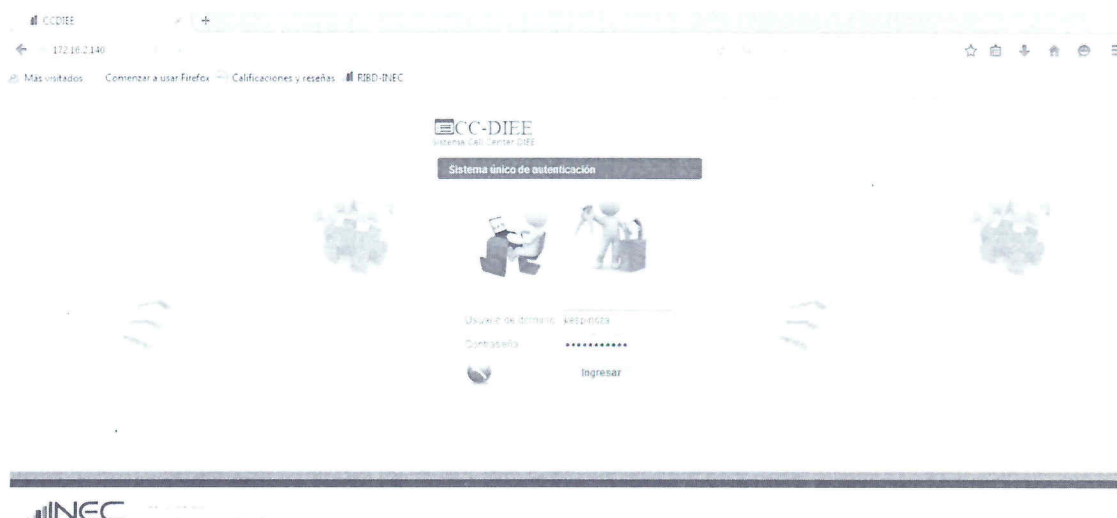 CCDIEE
172.16.2.140
Más visitados Comenzar a usar Firefox Calificaciones y reseñas RIBD-INEC
CC-DIEE
Sistema Call Center DIEE
Sistema único de autenticación
Usuario de dominio
Contraseña •••••••••••
Ingresar
INEC